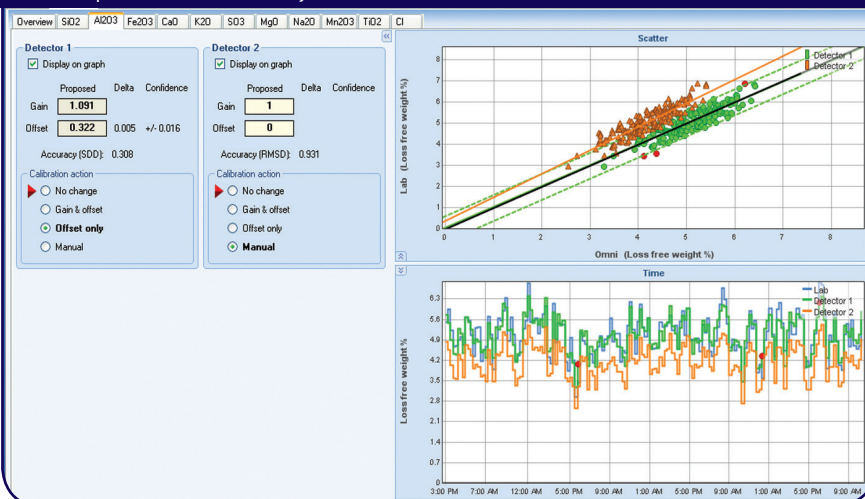 Overview SiO2 Al2O3 Fe2O3 CaO K2O SO3 MgO Na2O Mn2O3 TiO2 Cl
Detector 1
Display on graph
Proposed Delta Confidence
Gain 1.091
Offset 0.322 0.005 +/- 0.016
Accuracy (SDD): 0.308
Calibration action
No change
Gain & offset
Offset only
Manual
Detector 2
Display on graph
Proposed Delta Confidence
Gain 1
Offset 0
Accuracy (RMSD): 0.931
Calibration action
No change
Gain & offset
Offset only
Manual
Scatter
Detector 1
Detector 2
Lab (Loss free weight %)
8
7
6
5
4
3
2
1
0
0 1 2 3 4 5 6 7 8
Omni (Loss free weight %)
Time
Lab
Detector 1
Detector 2
Loss free weight %
6.3
5.6
4.9
4.2
3.5
2.8
2.1
1.4
0.7
0
3:00 PM 7:00 AM 12:00 AM 5:00 PM 9:00 AM 9:00 AM 1:00 AM 5:00 PM 9:00 AM 1:00 AM 5:00 PM 9:00 AM